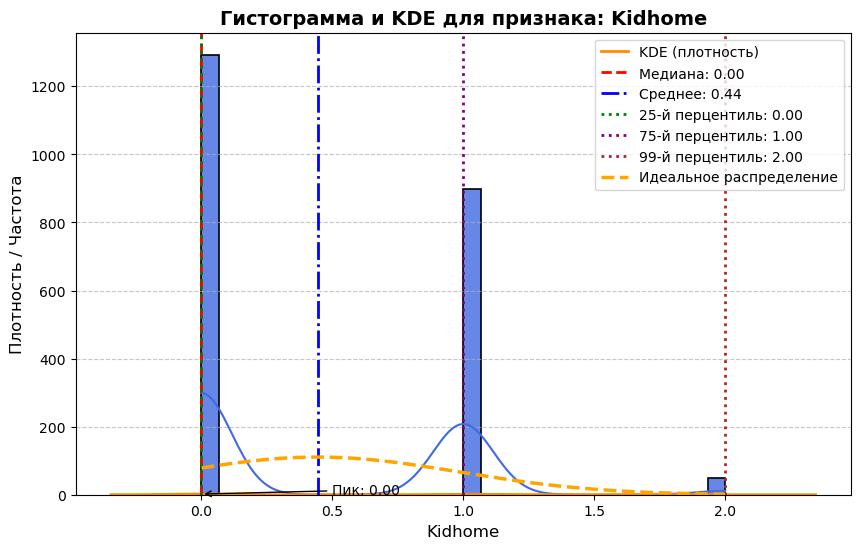 Гистограмма и KDE для признака: Kidhome
Плотность / Частота
1200
1000
800
600
400
200
0
KDE (плотность)
Медиана: 0.00
Среднее: 0.44
25-й перцентиль: 0.00
75-й перцентиль: 1.00
99-й перцентиль: 2.00
Идеальное распределение
Пик: 0.00
0.0 0.5 1.0 1.5 2.0
Kidhome